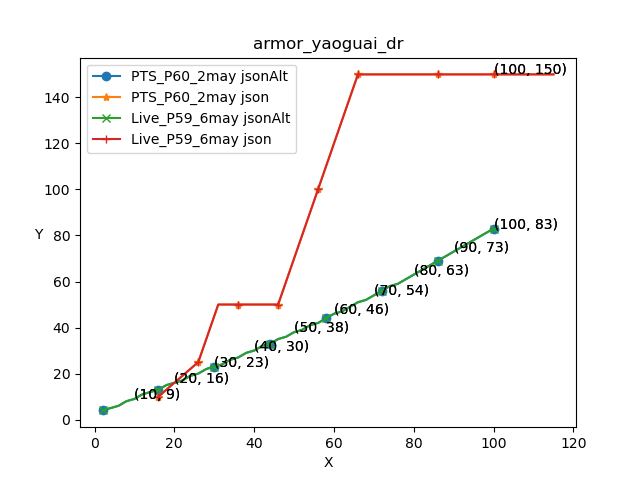 armor_yaoguai_dr
PTS_P60_2may jsonAlt
PTS_P60_2may json
Live_P59_6may jsonAlt
Live_P59_6may json
(100, 150)
(100, 83)
(90, 73)
(80, 63)
(70, 54)
(60, 46)
(50, 38)
(40, 30)
(30, 23)
(20, 16)
(10, 9)
140
120
100
80
60
40
20
0
Y
0 20 40 60 80 100 120
X